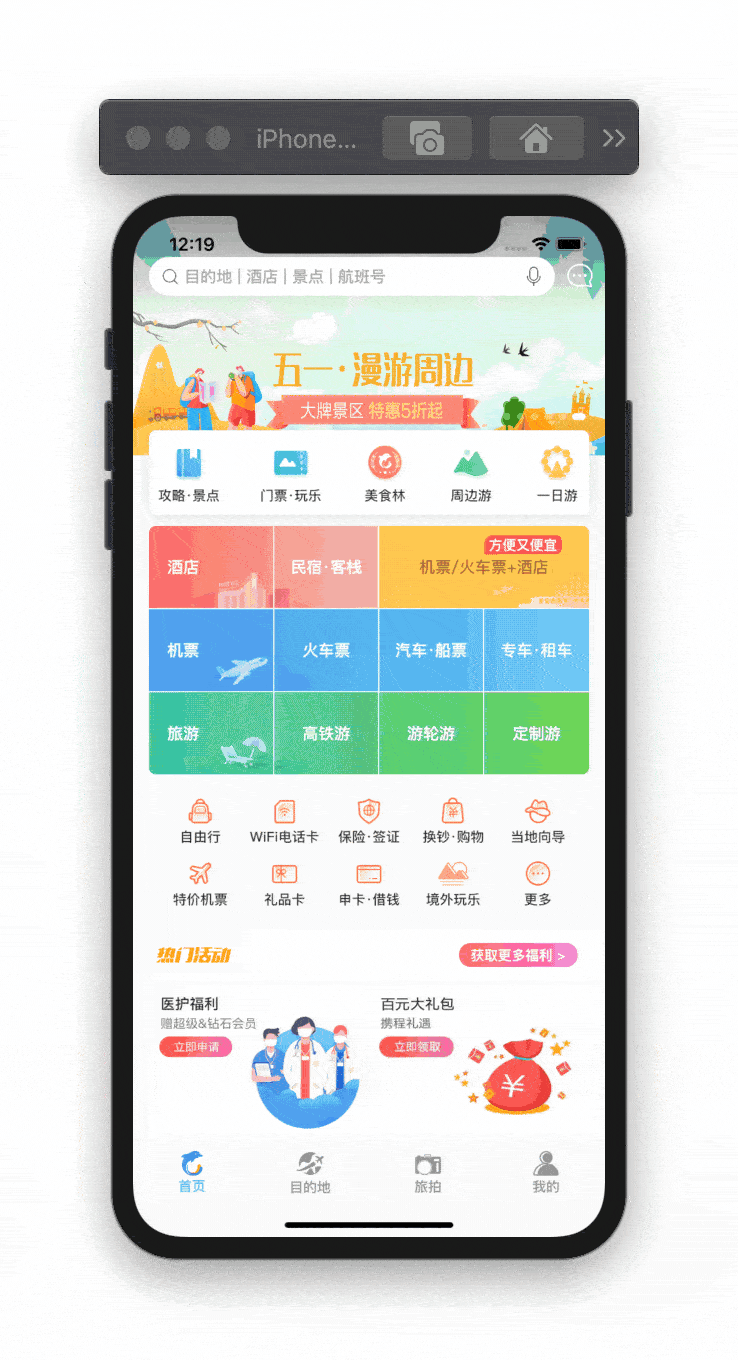 iPhone...
12:19
目的地 | 酒店 | 景点 | 航班号
五一·漫游周边
大牌景区 特惠5折起
攻略·景点 门票·玩乐 美食林 周边游 一日游
方便又便宜
酒店 民宿·客栈 机票/火车票+酒店
机票 火车票 汽车·船票 专车·租车
旅游 高铁游 游轮游 定制游
自由行 WiFi电话卡 保险·签证 换钞·购物 当地向导
特价机票 礼品卡 申卡·借钱 境外玩乐 更多
热门活动 获取更多福利 >
医护福利 百元大礼包
赠超级&钻石会员 携程礼遇
立即申请 立即领取
¥
首页 目的地 旅拍 我的